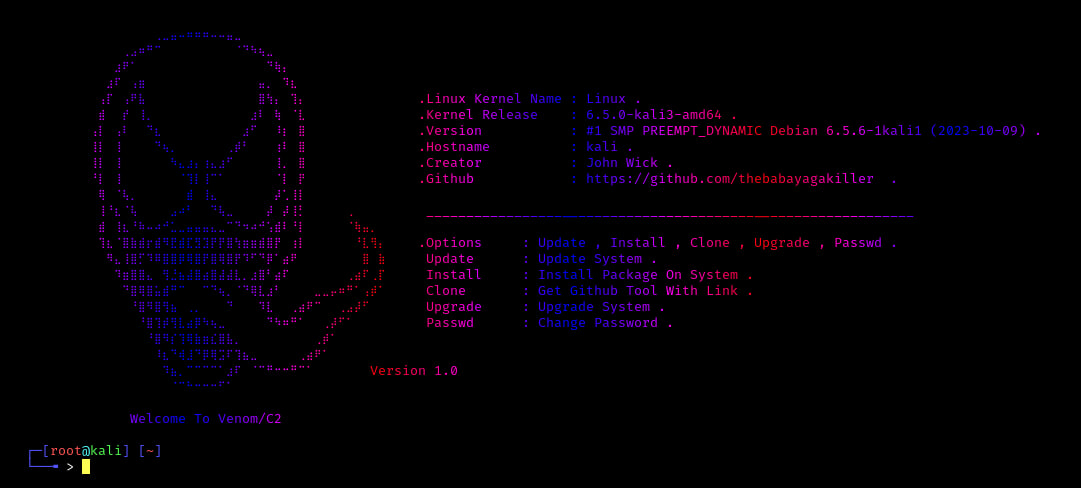 .Linux Kernel Name : Linux .
.Kernel Release    : 6.5.0-kali3-amd64 .
.Version           : #1 SMP PREEMPT_DYNAMIC Debian 6.5.6-1kali1 (2023-10-09) .
.Hostname          : kali .
.Creator           : John Wick .
.Github            : https://github.com/thebabayagakiller  .
.Options     : Update , Install , Clone , Upgrade , Passwd .
Update      : Update System .
Install     : Install Package On System .
Clone       : Get Github Tool With Link .
Upgrade     : Upgrade System .
Passwd      : Change Password .
Version 1.0
Welcome To Venom/C2
┌─[root@kali] [~]
└──╼ >